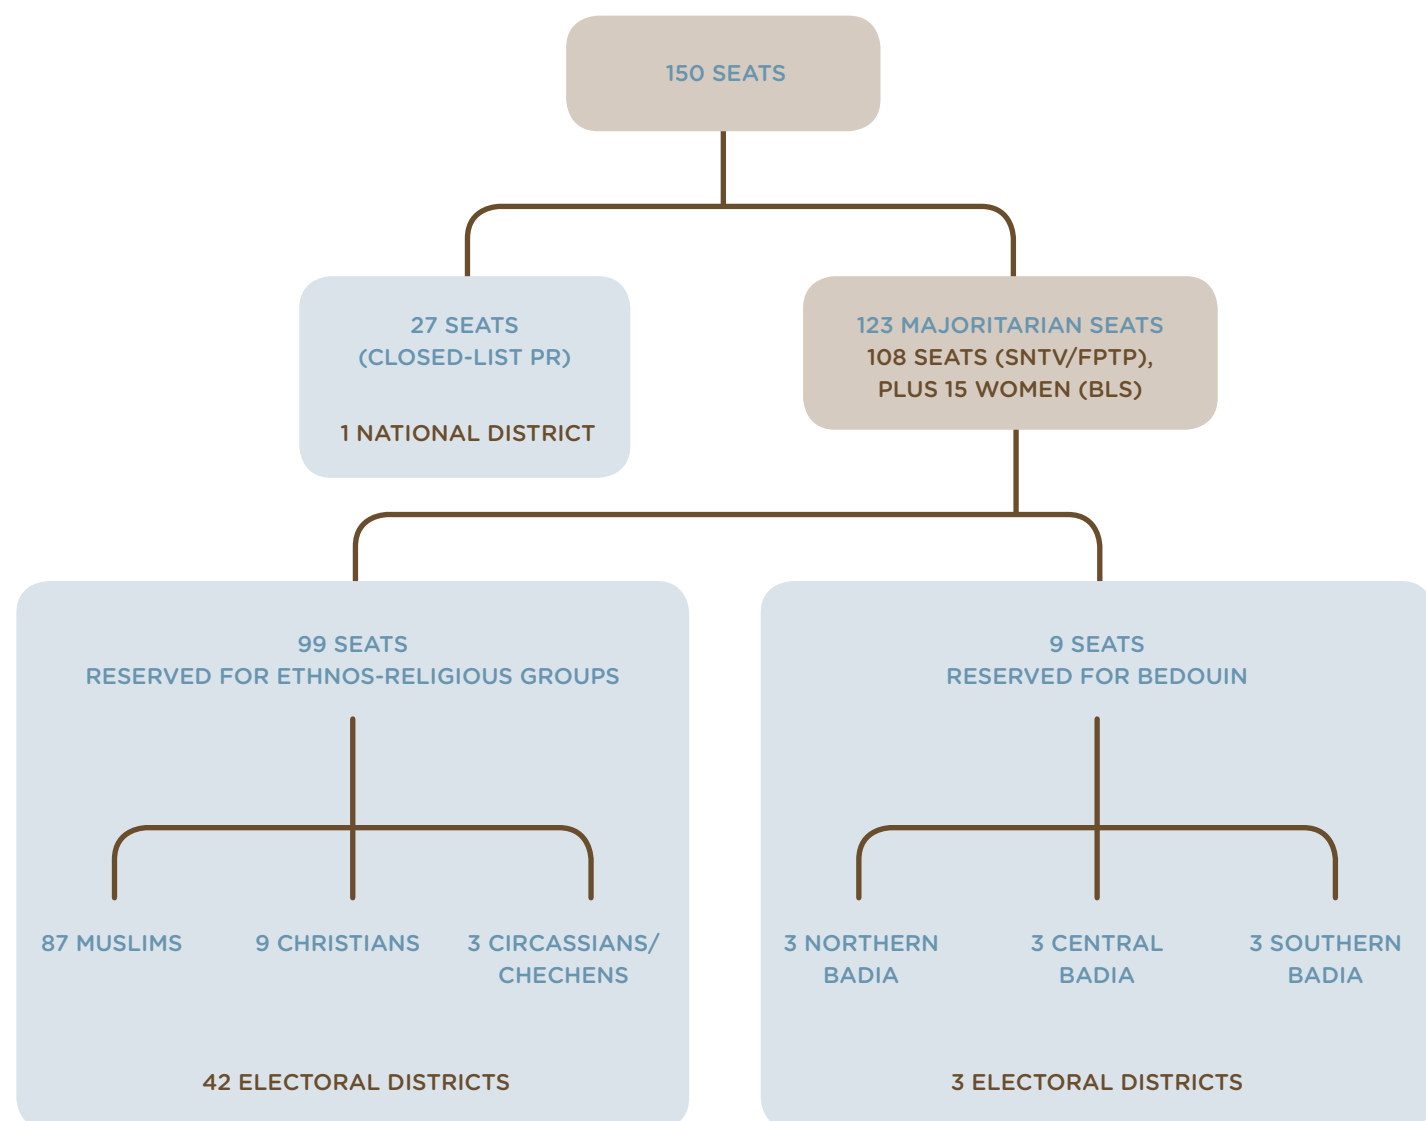 150 SEATS
27 SEATS
(CLOSED-LIST PR)
1 NATIONAL DISTRICT
123 MAJORITARIAN SEATS
108 SEATS (SNTV/FPTP),
PLUS 15 WOMEN (BLS)
99 SEATS
RESERVED FOR ETHNOS-RELIGIOUS GROUPS
87 MUSLIMS
9 CHRISTIANS
3 CIRCASSIANS/
CHECHENS
42 ELECTORAL DISTRICTS
9 SEATS
RESERVED FOR BEDOUIN
3 NORTHERN
BADIA
3 CENTRAL
BADIA
3 SOUTHERN
BADIA
3 ELECTORAL DISTRICTS